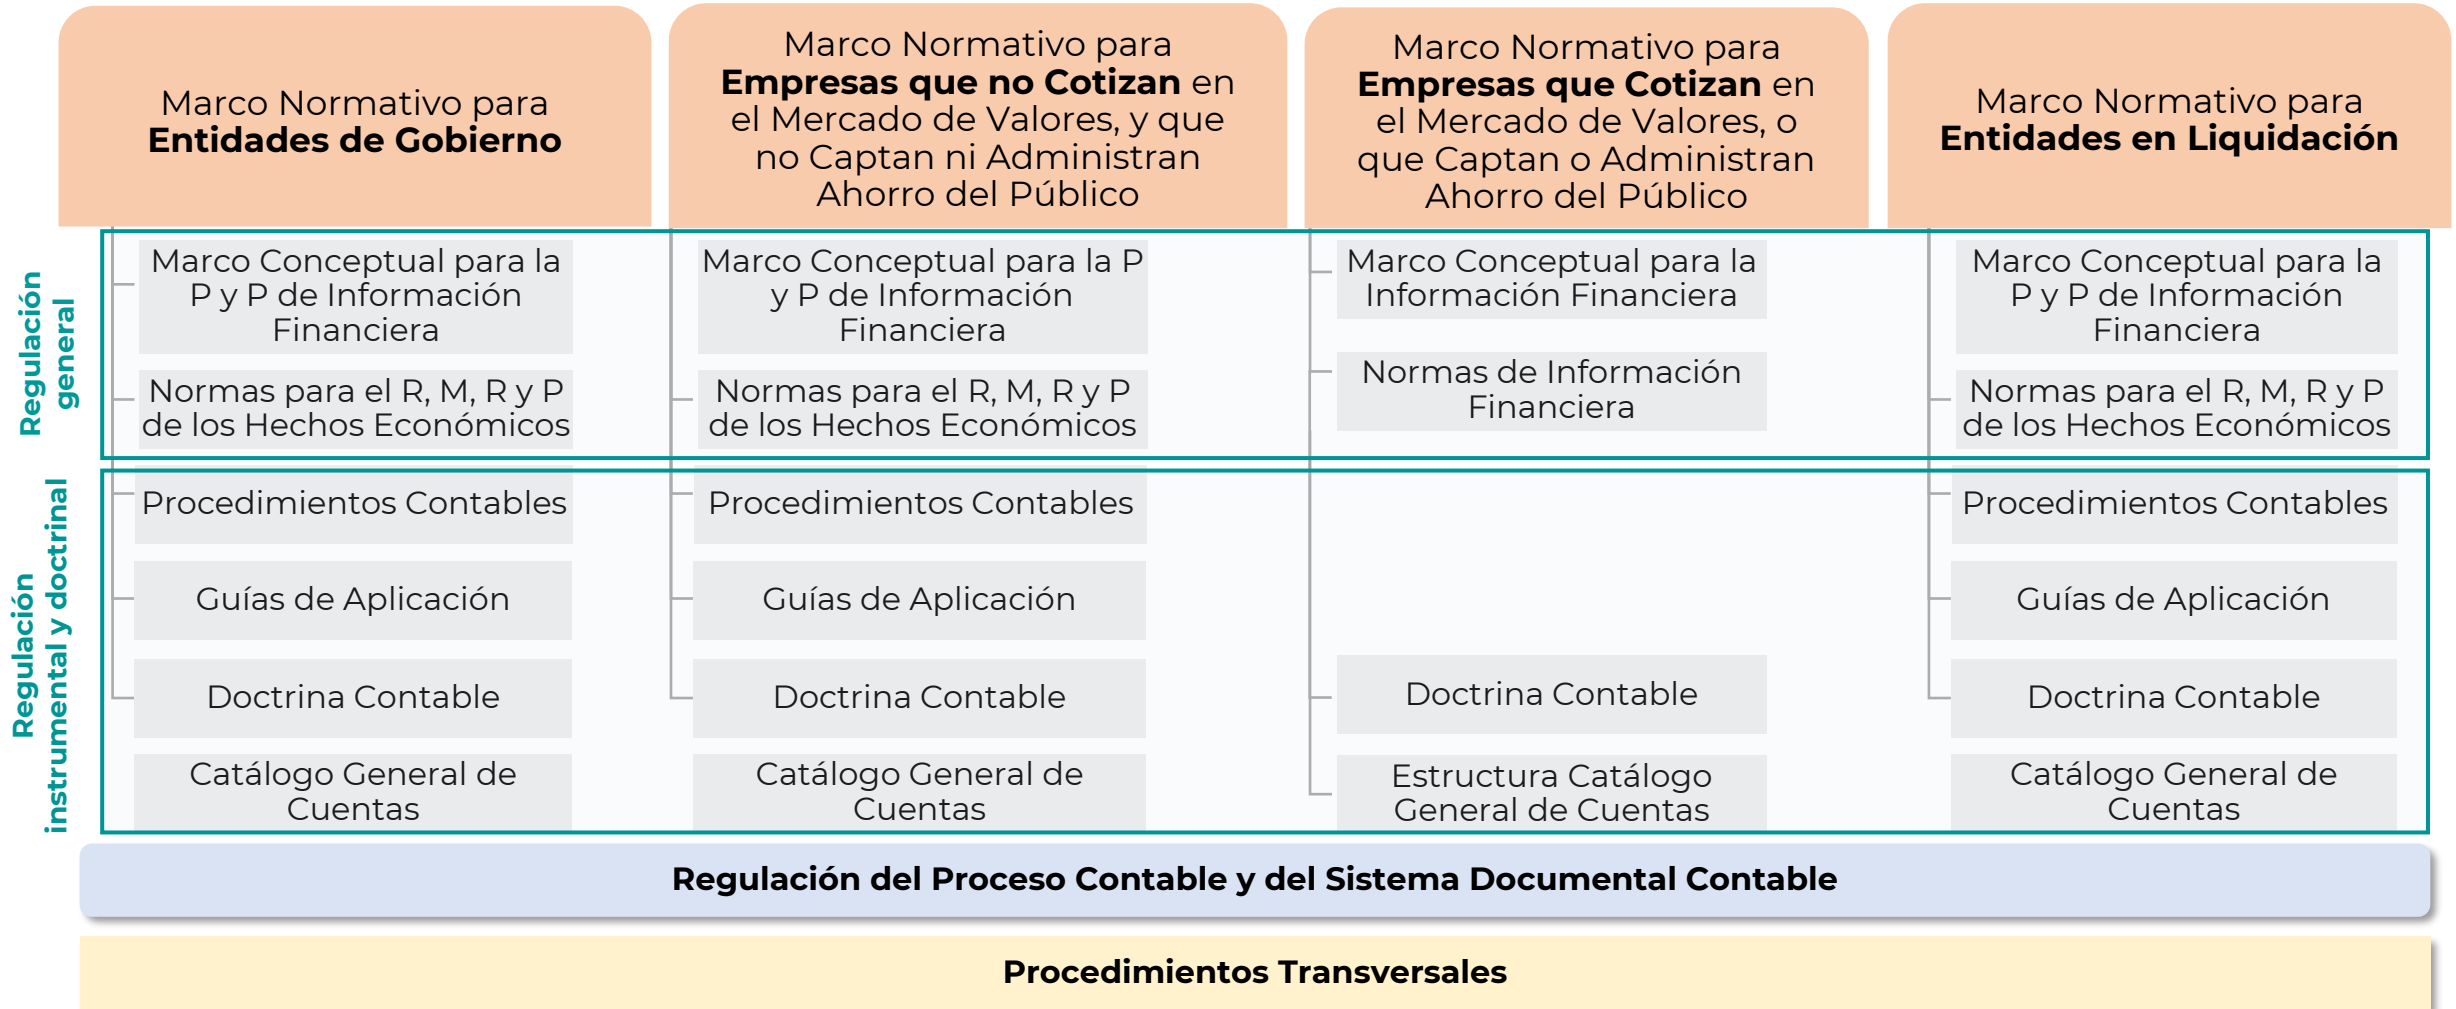 Marco Normativo para
Entidades de Gobierno
Marco Normativo para
Empresas que no Cotizan en
el Mercado de Valores, y que
no Captan ni Administran
Ahorro del Público
Marco Normativo para
Empresas que Cotizan en
el Mercado de Valores, o
que Captan o Administran
Ahorro del Público
Marco Normativo para
Entidades en Liquidación
Regulación
general
Marco Conceptual para la
P y P de Información
Financiera
Marco Conceptual para la P
y P de Información
Financiera
Marco Conceptual para la
Información Financiera
Marco Conceptual para la
P y P de Información
Financiera
Normas para el R, M, R y P
de los Hechos Económicos
Normas para el R, M, R y P
de los Hechos Económicos
Normas de Información
Financiera
Normas para el R, M, R y P
de los Hechos Económicos
Regulación
instrumental y doctrinal
Procedimientos Contables
Procedimientos Contables
Procedimientos Contables
Guías de Aplicación
Guías de Aplicación
Guías de Aplicación
Doctrina Contable
Doctrina Contable
Doctrina Contable
Doctrina Contable
Catálogo General de
Cuentas
Catálogo General de
Cuentas
Estructura Catálogo
General de Cuentas
Catálogo General de
Cuentas
Regulación del Proceso Contable y del Sistema Documental Contable
Procedimientos Transversales